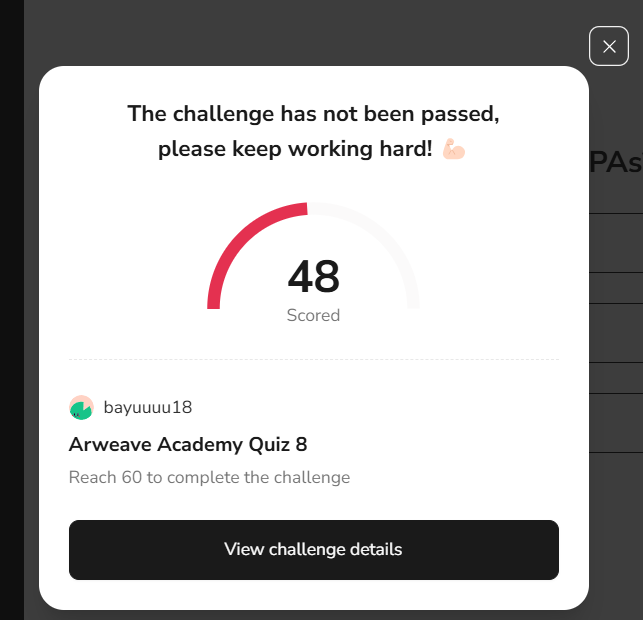 The challenge has not been passed,
please keep working hard! 💪
PAs
48
Scored
bayuuuu18
Arweave Academy Quiz 8
Reach 60 to complete the challenge
View challenge details